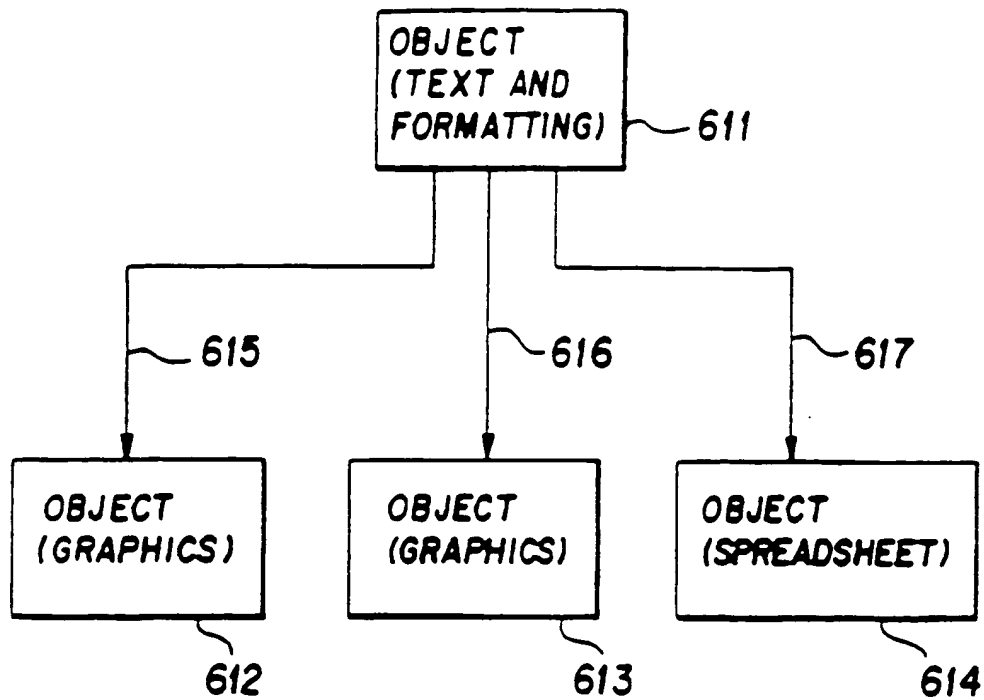 OBJECT
(TEXT AND
FORMATTING)
611
615
616
617
OBJECT
(GRAPHICS)
OBJECT
(GRAPHICS)
OBJECT
(SPREADSHEET)
612
613
614